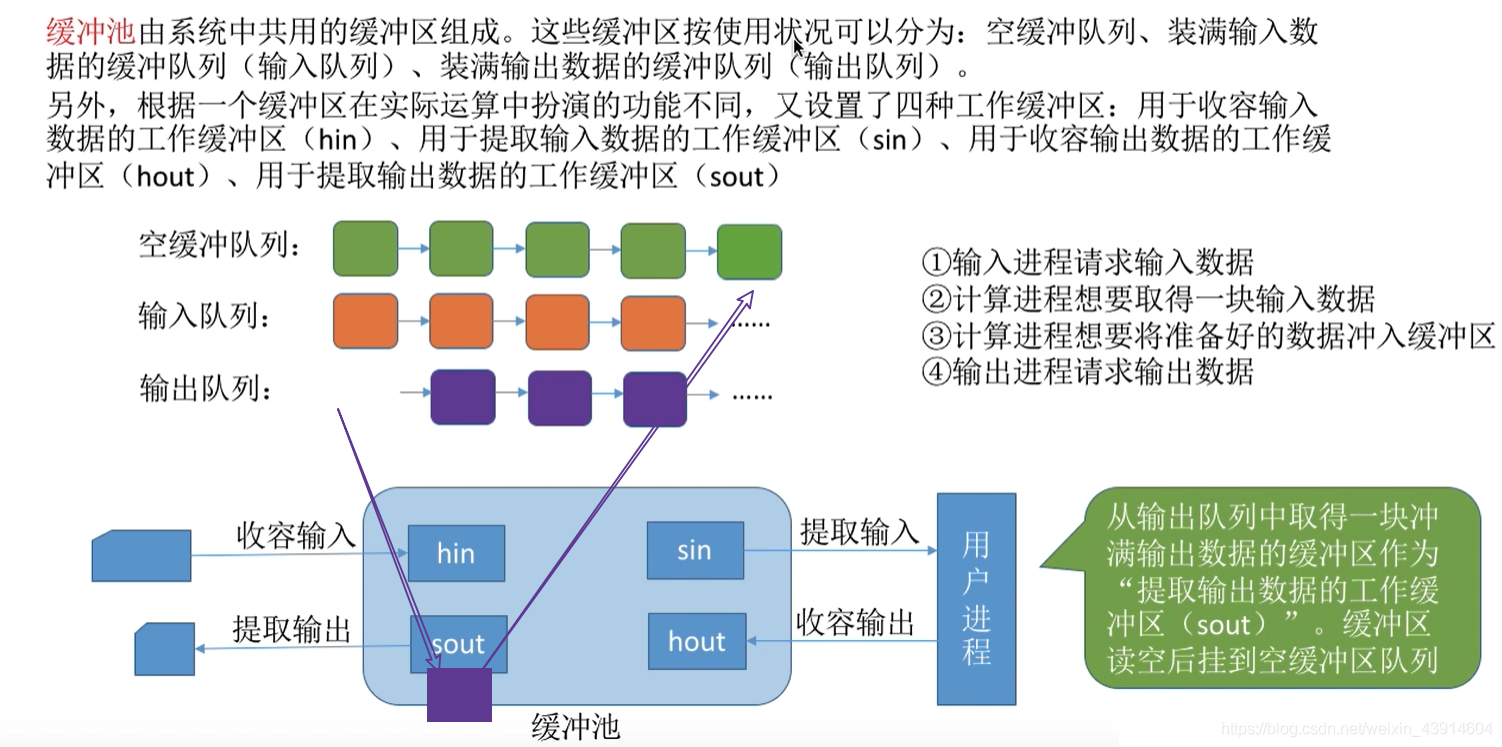 缓冲池由系统中共用的缓冲区组成。这些缓冲区按使用状况可以分为：空缓冲队列、装满输入数
据的缓冲队列（输入队列）、装满输出数据的缓冲队列（输出队列）。
另外，根据一个缓冲区在实际运算中扮演的功能不同，又设置了四种工作缓冲区：用于收容输入
数据的工作缓冲区（hin）、用于提取输入数据的工作缓冲区（sin）、用于收容输出数据的工作缓
冲区（hout）、用于提取输出数据的工作缓冲区（sout）
空缓冲队列：
输入队列：
......
输出队列：
......
①输入进程请求输入数据
②计算进程想要取得一块输入数据
③计算进程想要将准备好的数据冲入缓冲区
④输出进程请求输出数据
收容输入
hin
sin
提取输入
提取输出
sout
hout
收容输出
用户进程
缓冲池
从输出队列中取得一块冲
满输出数据的缓冲区作为
“提取输出数据的工作缓
冲区（sout）”。缓冲区
读空后挂到空缓冲区队列
https://blog.csdn.net/weixin_43914604